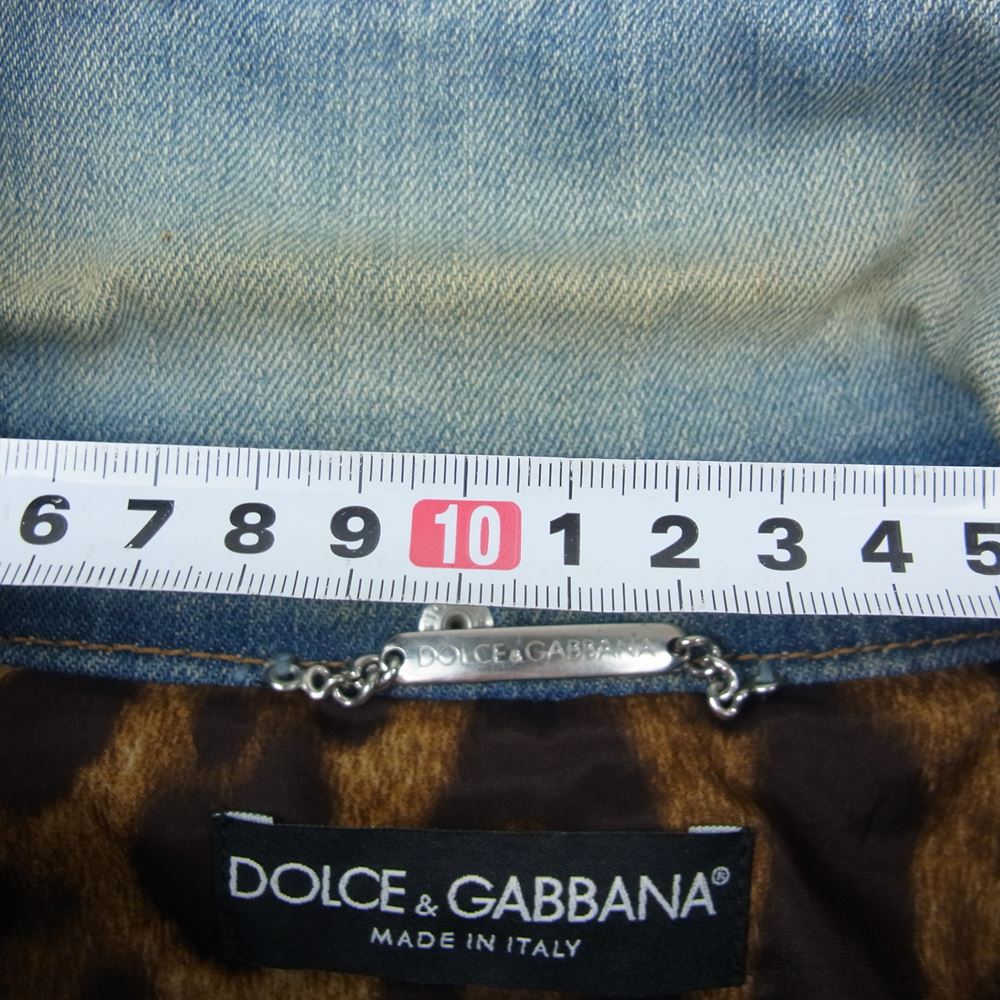 6 7 8 9 10 1 2 3 4 5
DOLCE&GABBANA
DOLCE & GABBANA®
MADE IN ITALY